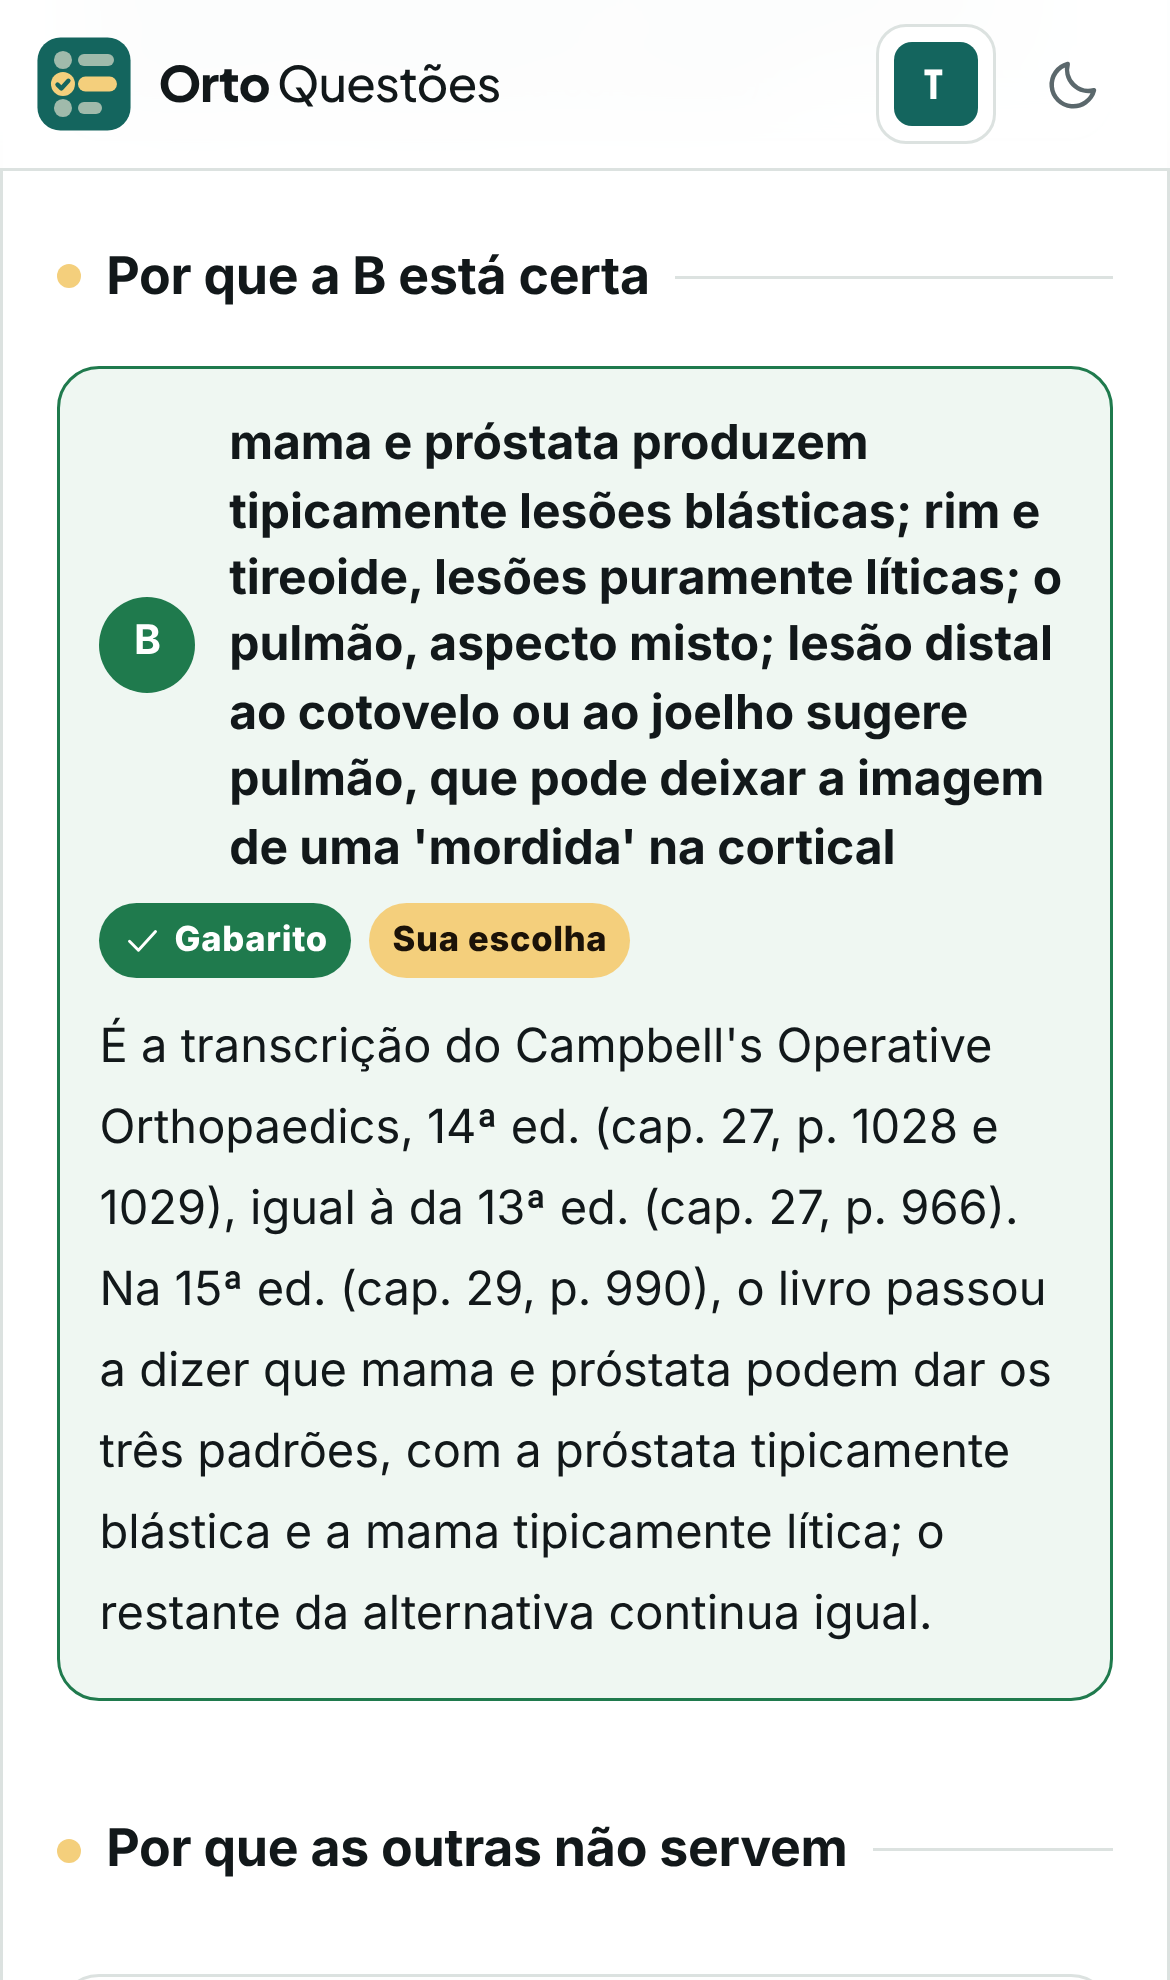 Orto Questões
T
Por que a B está certa
mama e próstata produzem
tipicamente lesões blásticas; rim e
tireoide, lesões puramente líticas; o
B
pulmão, aspecto misto; lesão distal
ao cotovelo ou ao joelho sugere
pulmão, que pode deixar a imagem
de uma 'mordida' na cortical
Gabarito
Sua escolha
É a transcrição do Campbell's Operative
Orthopaedics, 14ª ed. (cap. 27, p. 1028 e
1029), igual à da 13ª ed. (cap. 27, p. 966).
Na 15ª ed. (cap. 29, p. 990), o livro passou
a dizer que mama e próstata podem dar os
três padrões, com a próstata tipicamente
blástica e a mama tipicamente lítica; o
restante da alternativa continua igual.
Por que as outras não servem